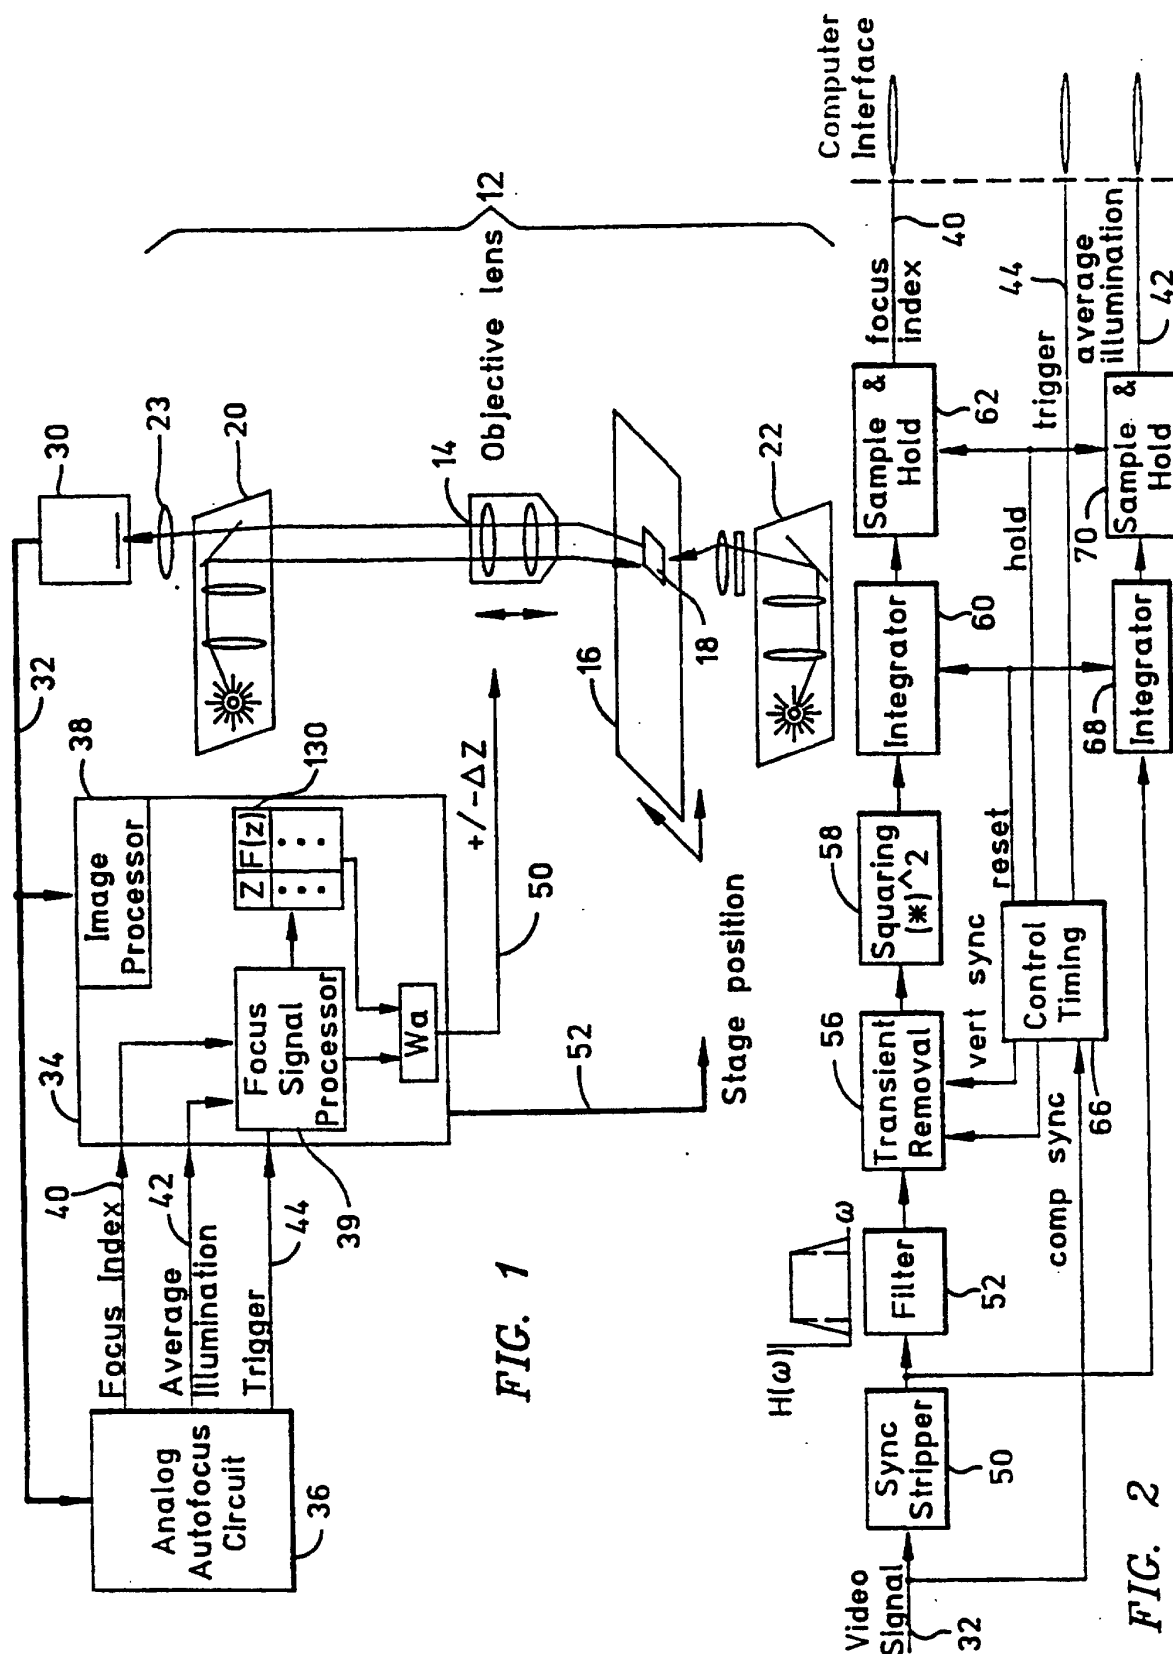 32
Analog
Autofocus
Circuit
36
Focus Index
40
Average
Illumination
42
Trigger
44
34
Image
Processor
38
Focus
Signal
Processor
39
Z
F(z)
130
Wa
50
+/-ΔZ
52
Stage position
30
23
20
14
Objective lens
12
16
18
22
FIG. 1
Video
Signal
32
Sync
Stripper
50
H(ω)
ω
Filter
52
Transient
Removal
56
Squaring
(*)^2
58
Integrator
60
Sample &
Hold
62
focus
index
40
Computer
Interface
comp sync
vert sync
Control
Timing
66
reset
hold
trigger
44
Integrator
68
Sample &
Hold
70
average
illumination
42
FIG. 2